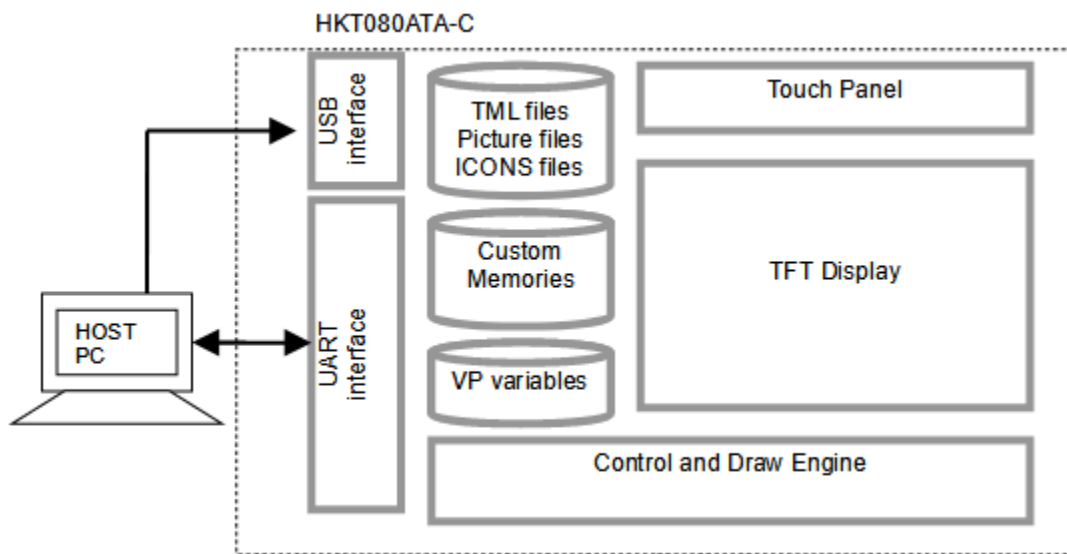 HKT080ATA-C
USB
interface
TML files
Picture files
ICONS files
Touch Panel
Custom
Memories
TFT Display
HOST
PC
UART
interface
VP variables
Control and Draw Engine